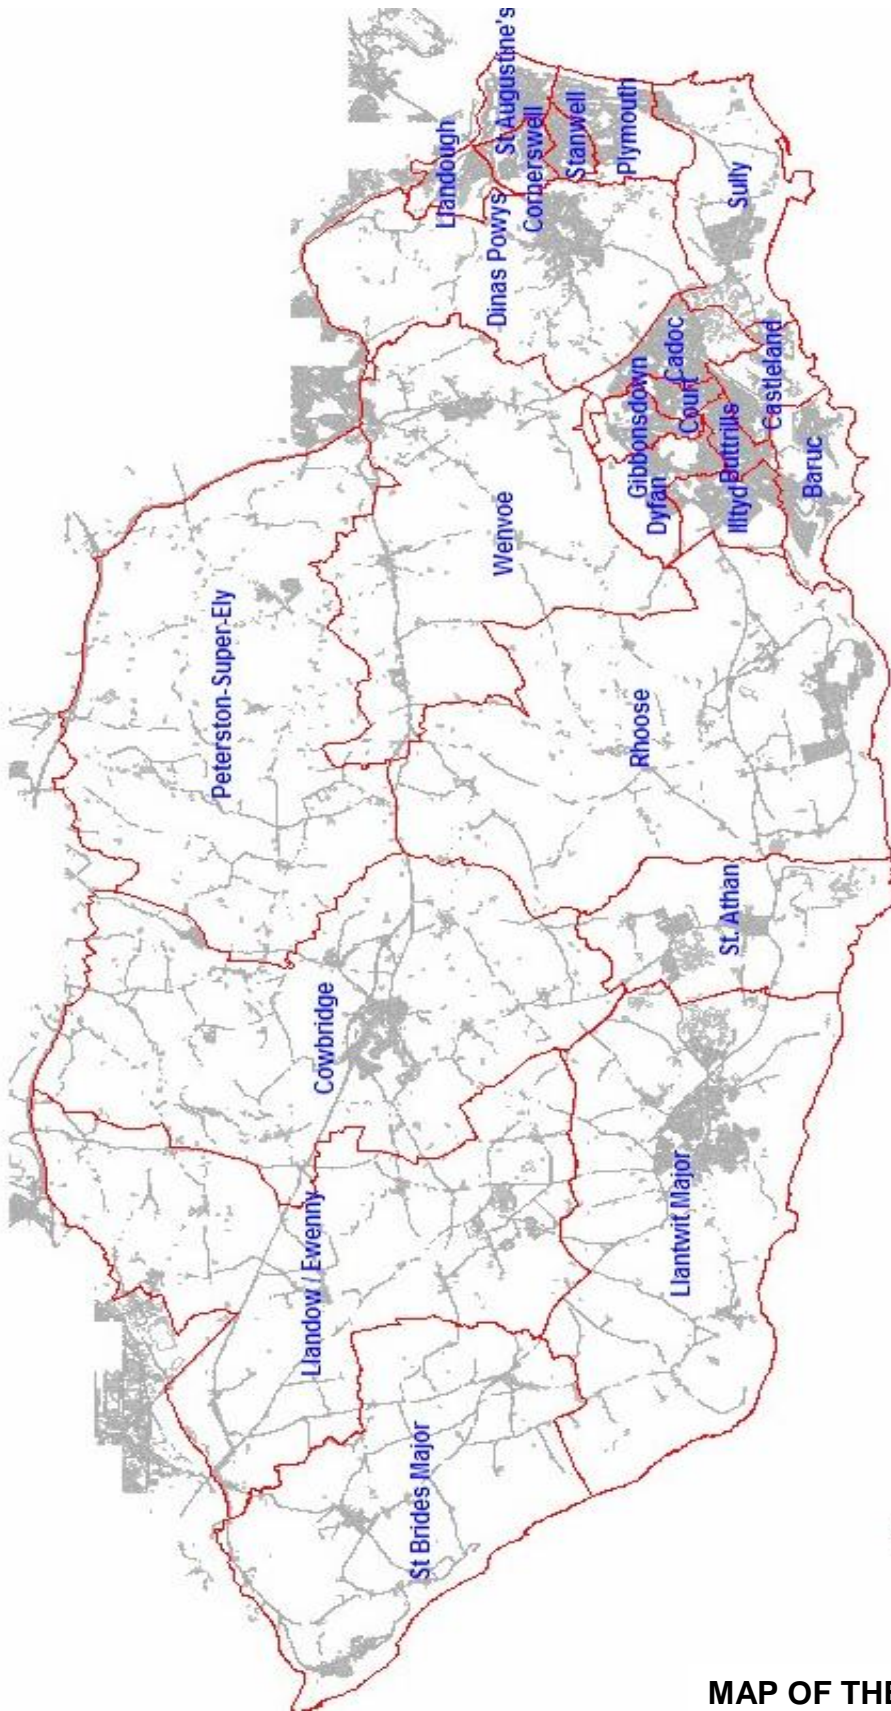 St Augustine's
Llandough
Cornerswell
Stanwell
Plymouth
Dinas Powys
Sully
Cadoc
Gibbonsdown
Court
Castleland
Buttrills
Dyfan
Illtyd
Baruc
Wenvoe
Peterston-Super-Ely
Rhoose
St. Athan
Cowbridge
Llantwit Major
Llandow / Ewenny
St Brides Major
MAP OF THE